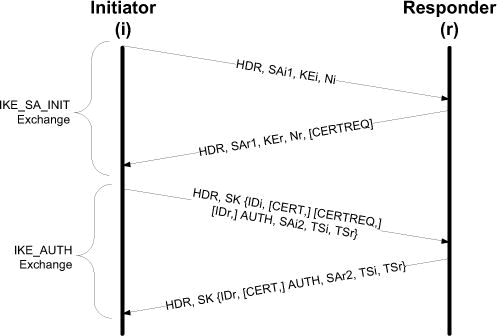 Initiator
(i)
Responder
(r)
HDR, SAi1, KEi, Ni
IKE_SA_INIT
Exchange
HDR, SAr1, KEr, Nr, [CERTREQ]
HDR, SK {IDi, [CERT,] [CERTREQ,]
[IDr,] AUTH, SAi2, TSi, TSr}
IKE_AUTH
Exchange
HDR, SK {IDr, [CERT,] AUTH, SAr2, TSi, TSr}